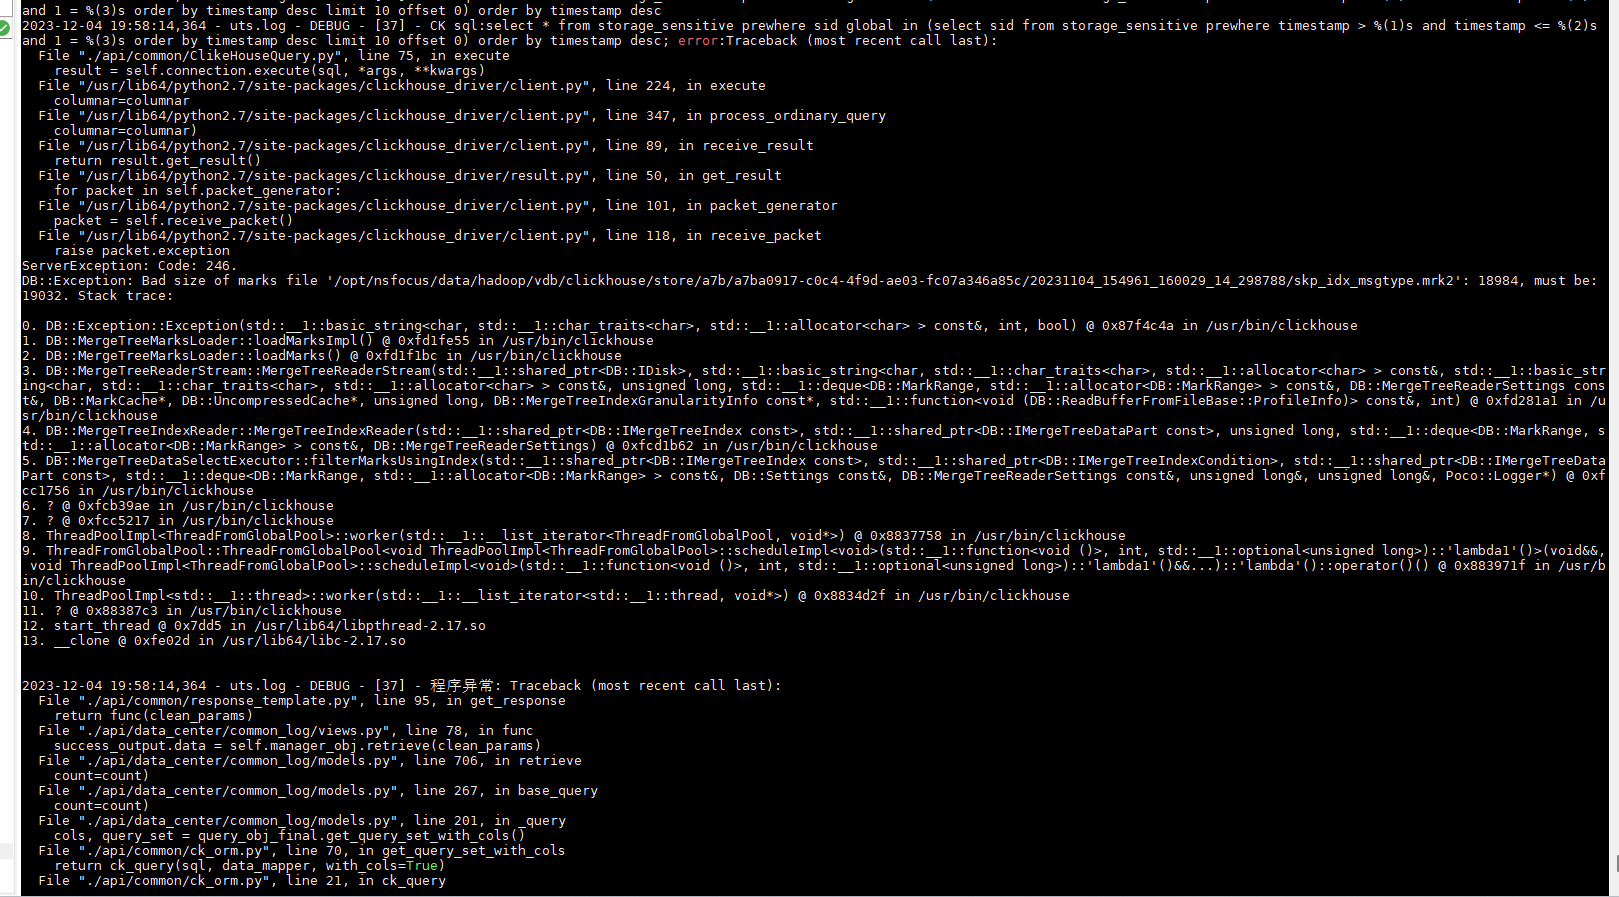 and 1 = %(3)s order by timestamp desc limit 10 offset 0) order by timestamp desc
2023-12-04 19:58:14,364 - uts.log - DEBUG - [37] - CK sql:select * from storage_sensitive prewhere sid global in (select sid from storage_sensitive prewhere timestamp > %(1)s and timestamp <= %(2)s
and 1 = %(3)s order by timestamp desc limit 10 offset 0) order by timestamp desc; error:Traceback (most recent call last):
  File "./api/common/ClikeHouseQuery.py", line 75, in execute
    result = self.connection.execute(sql, *args, **kwargs)
  File "/usr/lib64/python2.7/site-packages/clickhouse_driver/client.py", line 224, in execute
    columnar=columnar
  File "/usr/lib64/python2.7/site-packages/clickhouse_driver/client.py", line 347, in process_ordinary_query
    columnar=columnar)
  File "/usr/lib64/python2.7/site-packages/clickhouse_driver/client.py", line 89, in receive_result
    return result.get_result()
  File "/usr/lib64/python2.7/site-packages/clickhouse_driver/result.py", line 50, in get_result
    for packet in self.packet_generator:
  File "/usr/lib64/python2.7/site-packages/clickhouse_driver/client.py", line 101, in packet_generator
    packet = self.receive_packet()
  File "/usr/lib64/python2.7/site-packages/clickhouse_driver/client.py", line 118, in receive_packet
    raise packet.exception
ServerException: Code: 246.
DB::Exception: Bad size of marks file '/opt/nsfocus/data/hadoop/vdb/clickhouse/store/a7b/a7ba0917-c0c4-4f9d-ae03-fc07a346a85c/20231104_154961_160029_14_298788/skp_idx_msgtype.mrk2': 18984, must be:
19032. Stack trace:
0. DB::Exception::Exception(std::__1::basic_string<char, std::__1::char_traits<char>, std::__1::allocator<char> > const&, int, bool) @ 0x87f4c4a in /usr/bin/clickhouse
1. DB::MergeTreeMarksLoader::loadMarksImpl() @ 0xfd1fe55 in /usr/bin/clickhouse
2. DB::MergeTreeMarksLoader::loadMarks() @ 0xfd1f1bc in /usr/bin/clickhouse
3. DB::MergeTreeReaderStream::MergeTreeReaderStream(std::__1::shared_ptr<DB::IDisk>, std::__1::basic_string<char, std::__1::char_traits<char>, std::__1::allocator<char> > const&, std::__1::basic_str
ing<char, std::__1::char_traits<char>, std::__1::allocator<char> > const&, unsigned long, std::__1::deque<DB::MarkRange, std::__1::allocator<DB::MarkRange> > const&, DB::MergeTreeReaderSettings cons
t&, DB::MarkCache*, DB::UncompressedCache*, unsigned long, DB::MergeTreeIndexGranularityInfo const*, std::__1::function<void (DB::ReadBufferFromFileBase::ProfileInfo)> const&, int) @ 0xfd281a1 in /u
sr/bin/clickhouse
4. DB::MergeTreeIndexReader::MergeTreeIndexReader(std::__1::shared_ptr<DB::IMergeTreeIndex const>, std::__1::shared_ptr<DB::IMergeTreeDataPart const>, unsigned long, std::__1::deque<DB::MarkRange, s
td::__1::allocator<DB::MarkRange> > const&, DB::MergeTreeReaderSettings) @ 0xfcd1b62 in /usr/bin/clickhouse
5. DB::MergeTreeDataSelectExecutor::filterMarksUsingIndex(std::__1::shared_ptr<DB::IMergeTreeIndex const>, std::__1::shared_ptr<DB::IMergeTreeIndexCondition>, std::__1::shared_ptr<DB::IMergeTreeData
Part const>, std::__1::deque<DB::MarkRange, std::__1::allocator<DB::MarkRange> > const&, DB::Settings const&, DB::MergeTreeReaderSettings const&, unsigned long&, unsigned long&, Poco::Logger*) @ 0xf
cc1756 in /usr/bin/clickhouse
6. ? @ 0xfcb39ae in /usr/bin/clickhouse
7. ? @ 0xfcc5217 in /usr/bin/clickhouse
8. ThreadPoolImpl<ThreadFromGlobalPool>::worker(std::__1::__list_iterator<ThreadFromGlobalPool, void*>) @ 0x8837758 in /usr/bin/clickhouse
9. ThreadFromGlobalPool::ThreadFromGlobalPool<void ThreadPoolImpl<ThreadFromGlobalPool>::scheduleImpl<void>(std::__1::function<void ()>, int, std::__1::optional<unsigned long>)::'lambda1'()>(void&&,
 void ThreadPoolImpl<ThreadFromGlobalPool>::scheduleImpl<void>(std::__1::function<void ()>, int, std::__1::optional<unsigned long>)::'lambda1'()&&...)::'lambda'()::operator()() @ 0x883971f in /usr/b
in/clickhouse
10. ThreadPoolImpl<std::__1::thread>::worker(std::__1::__list_iterator<std::__1::thread, void*>) @ 0x8834d2f in /usr/bin/clickhouse
11. ? @ 0x88387c3 in /usr/bin/clickhouse
12. start_thread @ 0x7dd5 in /usr/lib64/libpthread-2.17.so
13. __clone @ 0xfe02d in /usr/lib64/libc-2.17.so
2023-12-04 19:58:14,364 - uts.log - DEBUG - [37] - 程序异常: Traceback (most recent call last):
  File "./api/common/response_template.py", line 95, in get_response
    return func(clean_params)
  File "./api/data_center/common_log/views.py", line 78, in func
    success_output.data = self.manager_obj.retrieve(clean_params)
  File "./api/data_center/common_log/models.py", line 706, in retrieve
    count=count)
  File "./api/data_center/common_log/models.py", line 267, in base_query
    count=count)
  File "./api/data_center/common_log/models.py", line 201, in _query
    cols, query_set = query_obj_final.get_query_set_with_cols()
  File "./api/common/ck_orm.py", line 70, in get_query_set_with_cols
    return ck_query(sql, data_mapper, with_cols=True)
  File "./api/common/ck_orm.py", line 21, in ck_query